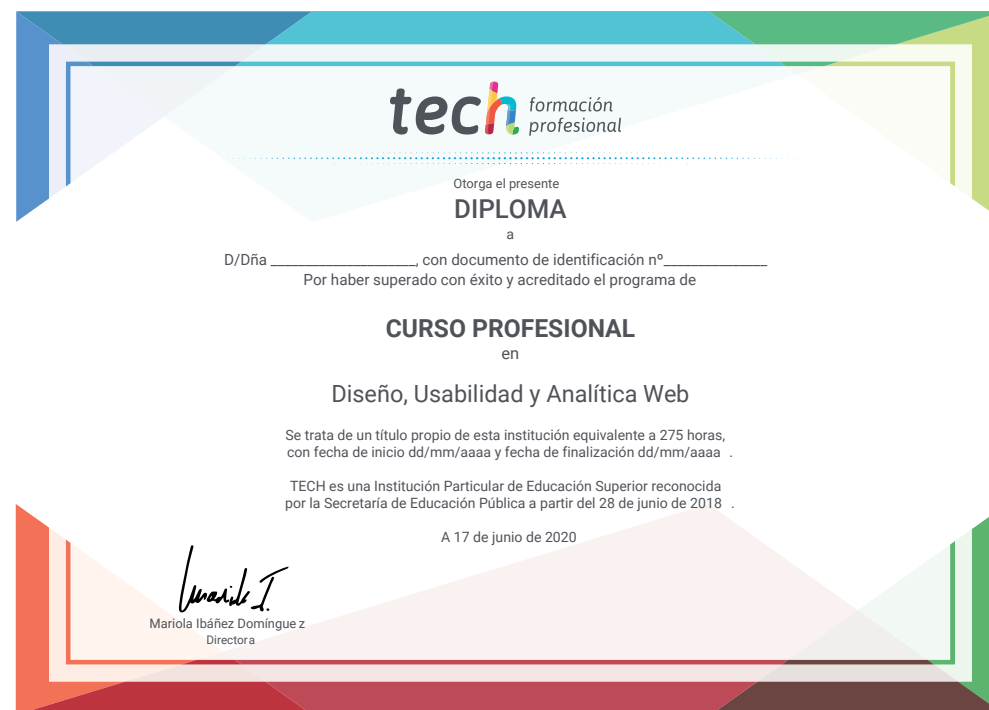 tech formación
profesional
Otorga el presente
DIPLOMA
a
D/Dña _____________________, con documento de identificación nº_______________
Por haber superado con éxito y acreditado el programa de
CURSO PROFESIONAL
en
Diseño, Usabilidad y Analítica Web
Se trata de un título propio de esta institución equivalente a 275 horas,
con fecha de inicio dd/mm/aaaa y fecha de finalización dd/mm/aaaa .
TECH es una Institución Particular de Educación Superior reconocida
por la Secretaría de Educación Pública a partir del 28 de junio de 2018 .
A 17 de junio de 2020
Mariola Ibáñez Domíngue z
Directora